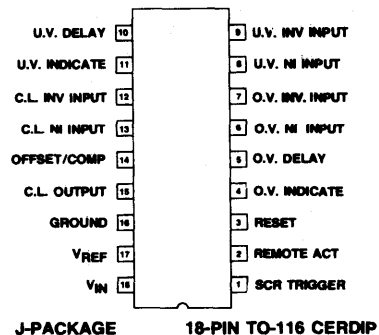 U.V. DELAY 10 9 U.V. INV INPUT
U.V. INDICATE 11 8 U.V. NI INPUT
C.L. INV INPUT 12 7 O.V. INV. INPUT
C.L. NI INPUT 13 6 O.V. NI INPUT
OFFSET/COMP 14 5 O.V. DELAY
C.L. OUTPUT 15 4 O.V. INDICATE
GROUND 16 3 RESET
VREF 17 2 REMOTE ACT
VIN 18 1 SCR TRIGGER
J-PACKAGE 18-PIN TO-116 CERDIP